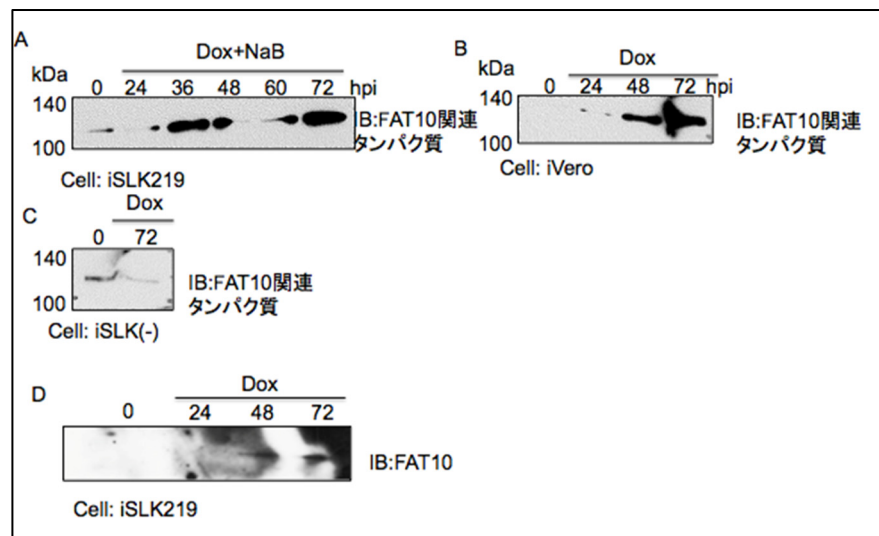 A
Dox+NaB
kDa
0 24 36 48 60 72 hpi
140
100
IB:FAT10関連
タンパク質
Cell: iSLK219
B
Dox
kDa
0 24 48 72 hpi
140
100
IB:FAT10関連
タンパク質
Cell: iVero
C
Dox
0 72
140
100
IB:FAT10関連
タンパク質
Cell: iSLK(-)
D
Dox
0 24 48 72
IB:FAT10
Cell: iSLK219